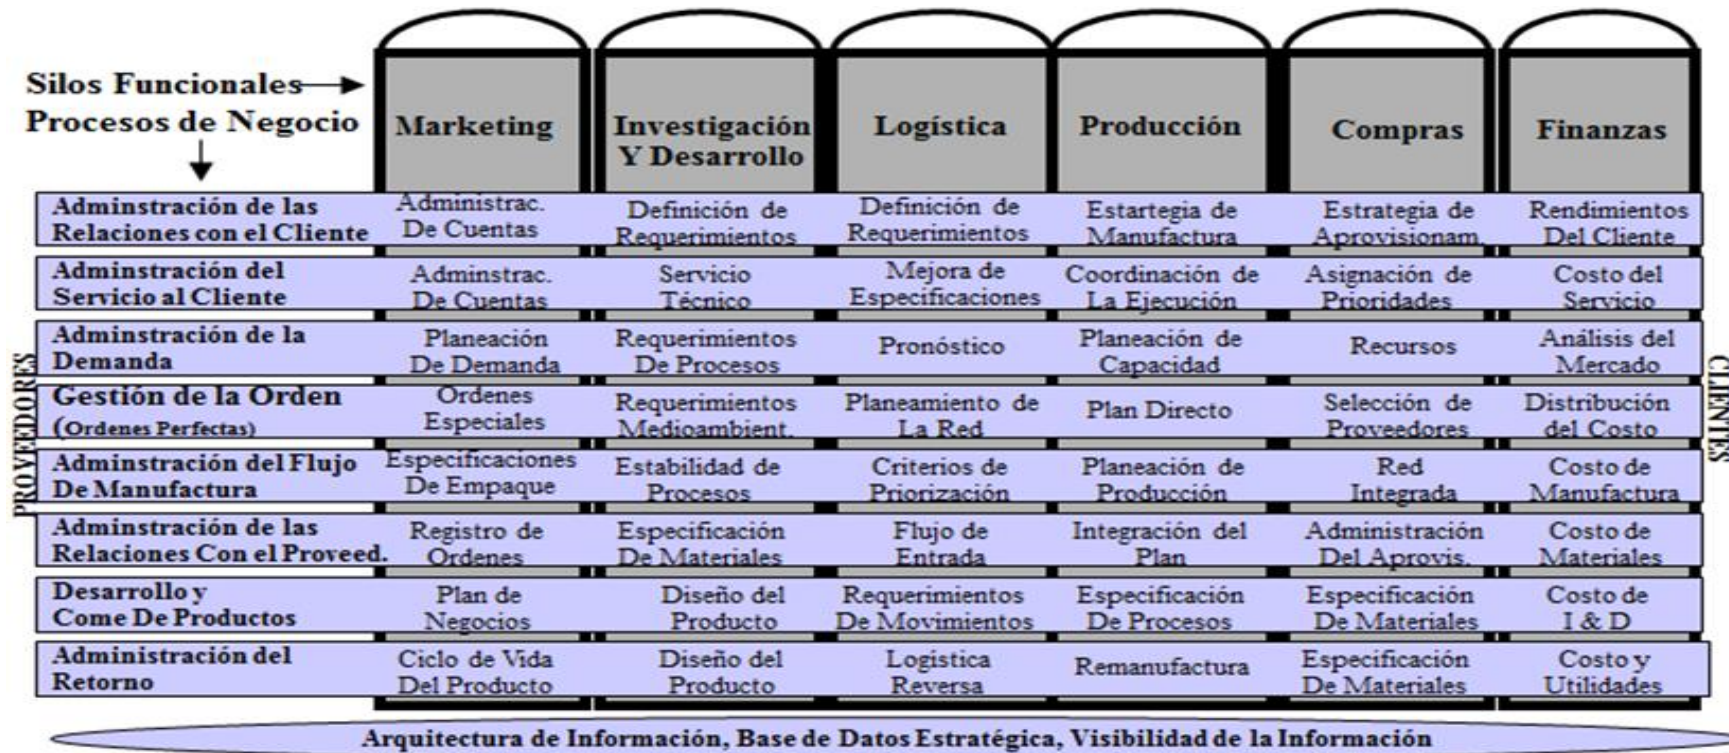 Silos Funcionales
Procesos de Negocio
Marketing
Investigación
Y Desarrollo
Logística
Producción
Compras
Finanzas
Adminstración de las
Relaciones con el Cliente
Administrac.
De Cuentas
Definición de
Requerimientos
Definición de
Requerimientos
Estartegia de
Manufactura
Estrategia de
Aprovisionam.
Rendimientos
Del Cliente
Adminstración del
Servicio al Cliente
Adminstrac.
De Cuentas
Servicio
Técnico
Mejora de
Especificaciones
Coordinación de
La Ejecución
Asignación de
Prioridades
Costo del
Servicio
Adminstración de la
Demanda
Planeación
De Demanda
Requerimientos
De Procesos
Pronóstico
Planeación de
Capacidad
Recursos
Análisis del
Mercado
Gestión de la Orden
(Ordenes Perfectas)
Ordenes
Especiales
Requerimientos
Medioambient.
Planeamiento de
La Red
Plan Directo
Selección de
Proveedores
Distribución
del Costo
Adminstración del Flujo
De Manufactura
Especificaciones
De Empaque
Estabilidad de
Procesos
Criterios de
Priorización
Planeación de
Producción
Red
Integrada
Costo de
Manufactura
Adminstración de las
Relaciones Con el Proveed.
Registro de
Ordenes
Especificación
De Materiales
Flujo de
Entrada
Integración del
Plan
Administración
Del Aprovis.
Costo de
Materiales
Desarrollo y
Come De Productos
Plan de
Negocios
Diseño del
Producto
Requerimientos
De Movimientos
Especificación
De Procesos
Especificación
De Materiales
Costo de
I & D
Administración del
Retorno
Ciclo de Vida
Del Producto
Diseño del
Producto
Logística
Reversa
Remanufactura
Especificación
De Materiales
Costo y
Utilidades
PROVEEDORES
CLIENTES
Arquitectura de Información, Base de Datos Estratégica, Visibilidad de la Información